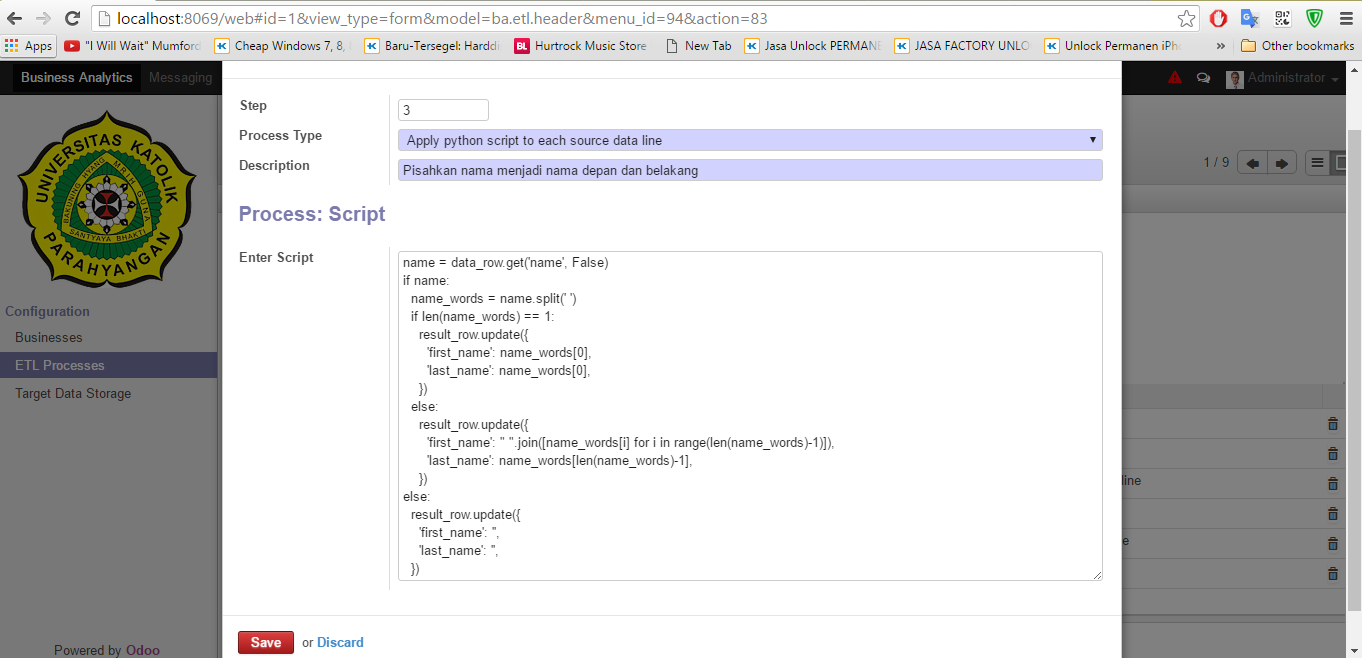 localhost:8069/web#id=1&view_type=form&model=ba.etl.header&menu_id=94&action=83
Apps "I Will Wait" Mumford Cheap Windows 7, 8, Baru-Tersegel: Harddi Hurtrock Music Store New Tab Jasa Unlock PERMANE JASA FACTORY UNLO Unlock Permanen iPh » Other bookmarks
Business Analytics Messaging Administrator
UNIVERSITAS KATOLIK
PARAHYANGAN
BAKUNING HYANG MRIH GUNA
SANTYAYA BHAKTI
Configuration
Businesses
ETL Processes
Target Data Storage
Powered by Odoo
1 / 9
Step 3
Process Type Apply python script to each source data line
Description Pisahkan nama menjadi nama depan dan belakang
Process: Script
Enter Script
name = data_row.get('name', False)
if name:
  name_words = name.split(' ')
  if len(name_words) == 1:
    result_row.update({
      'first_name': name_words[0],
      'last_name': name_words[0],
    })
  else:
    result_row.update({
      'first_name': " ".join([name_words[i] for i in range(len(name_words)-1)]),
      'last_name': name_words[len(name_words)-1],
    })
else:
  result_row.update({
    'first_name': '',
    'last_name': '',
  })
line
e
Save or Discard